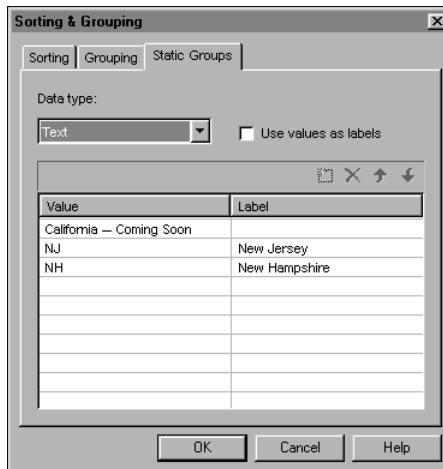 Sorting & Grouping
Sorting Grouping Static Groups
Data type:
Text Use values as labels
Value Label
California — Coming Soon
NJ New Jersey
NH New Hampshire
OK Cancel Help